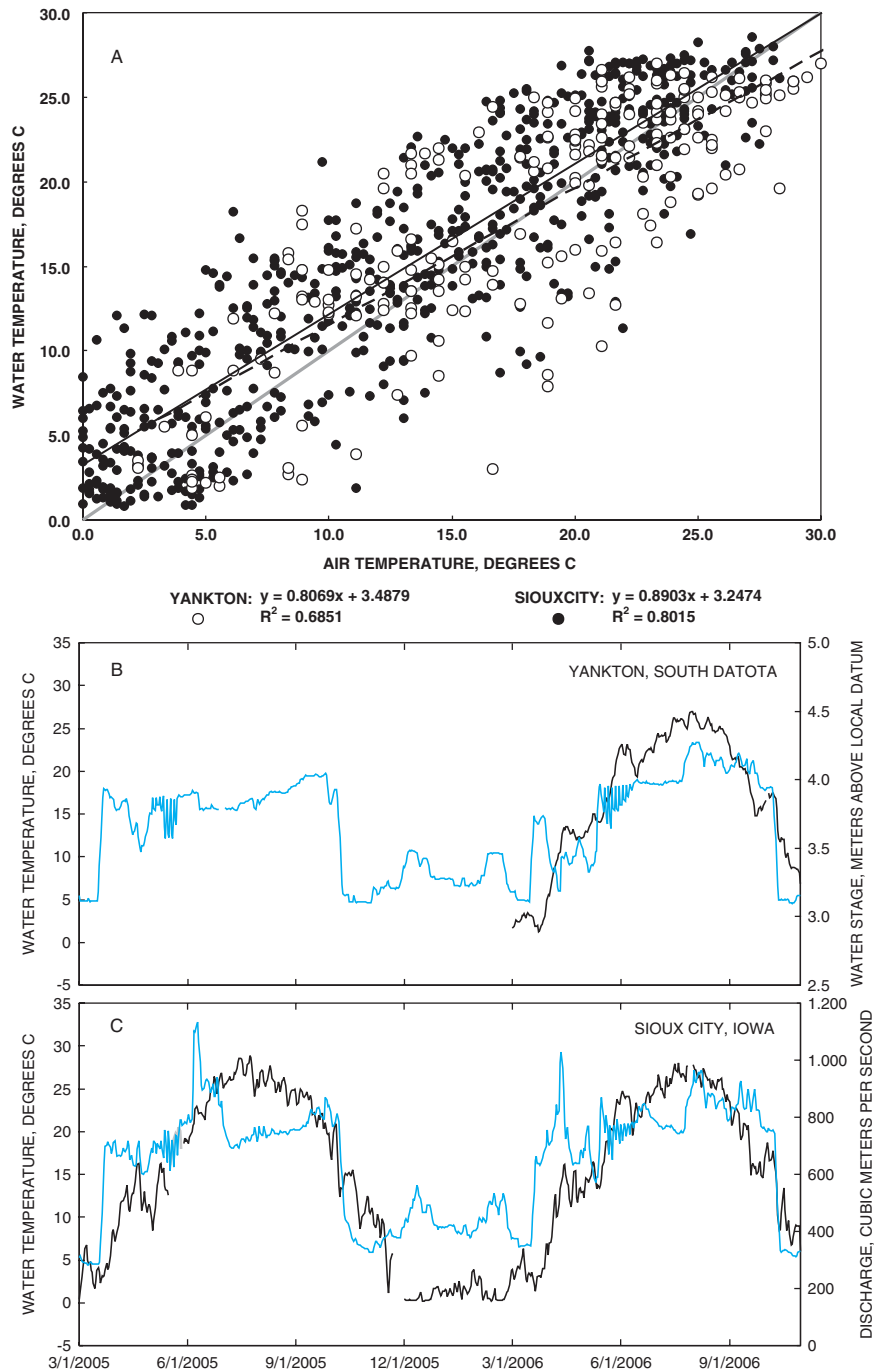 30.0
25.0
20.0
15.0
10.0
5.0
0.0
WATER TEMPERATURE, DEGREES C
A
0.0 5.0 10.0 15.0 20.0 25.0 30.0
AIR TEMPERATURE, DEGREES C
YANKTON: y = 0.8069x + 3.4879
R² = 0.6851
SIOUXCITY: y = 0.8903x + 3.2474
R² = 0.8015
35
30
25
20
15
10
5
0
-5
WATER TEMPERATURE, DEGREES C
B
YANKTON, SOUTH DATOTA
5.0
4.5
4.0
3.5
3.0
2.5
WATER STAGE, METERS ABOVE LOCAL DATUM
35
30
25
20
15
10
5
0
-5
WATER TEMPERATURE, DEGREES C
C
SIOUX CITY, IOWA
1.200
1.000
800
600
400
200
0
DISCHARGE, CUBIC METERS PER SECOND
3/1/2005 6/1/2005 9/1/2005 12/1/2005 3/1/2006 6/1/2006 9/1/2006